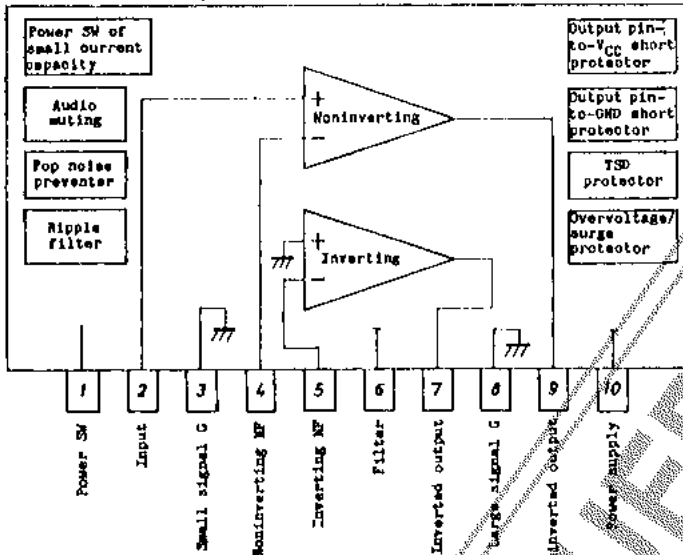 Power SW of
small current
capacity
Audio
muting
Pop noise
preventer
Ripple
filter
Output pin-
to-VCC short
protector
Output pin-
to-GND short
protector
TSD
protector
Overvoltage/
surge
protector
+
Noninverting
−
+
Inverting
−
1
2
3
4
5
6
7
8
9
10
Power SW
Input
Small signal G
Noninverting NF
Inverting NF
Filter
Inverted output
Large signal G
inverted output
Power supply